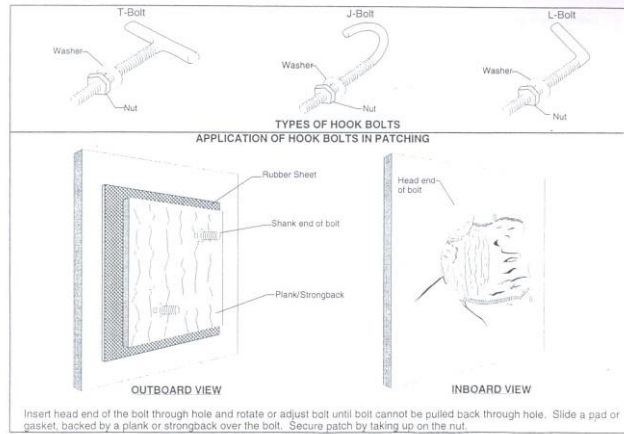 T-Bolt
J-Bolt
L-Bolt
Washer
Nut
Washer
Nut
Washer
Nut
TYPES OF HOOK BOLTS
APPLICATION OF HOOK BOLTS IN PATCHING
Rubber Sheet
Shank end of bolt
Plank/Strongback
Head end
of bolt
OUTBOARD VIEW
INBOARD VIEW
Insert head end of the bolt through hole and rotate or adjust bolt until bolt cannot be pulled back through hole. Slide a pad or
gasket, backed by a plank or strongback over the bolt. Secure patch by taking up on the nut.